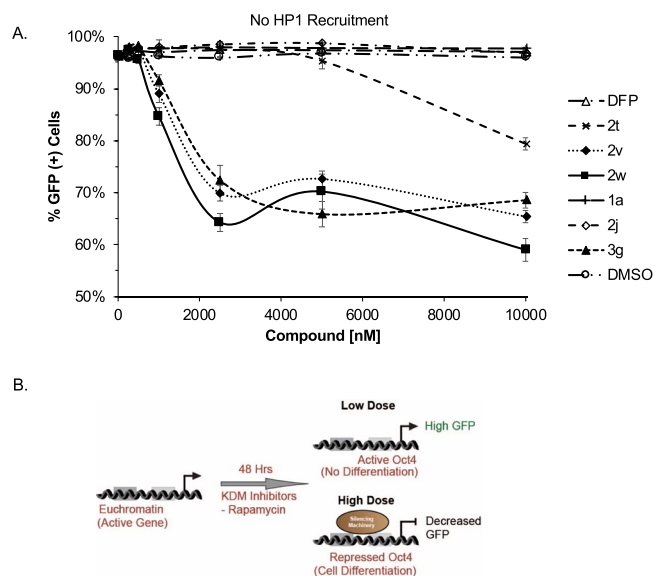 A.
No HP1 Recruitment
100%
90%
80%
70%
60%
50%
% GFP (+) Cells
0
2000
4000
6000
8000
10000
Compound [nM]
DFP
2t
2v
2w
1a
2j
3g
DMSO
B.
Low Dose
High GFP
Active Oct4
(No Differentiation)
48 Hrs
KDM Inhibitors
- Rapamycin
Euchromatin
(Active Gene)
High Dose
Silencing
Machinery
Decreased
GFP
Repressed Oct4
(Cell Differentiation)